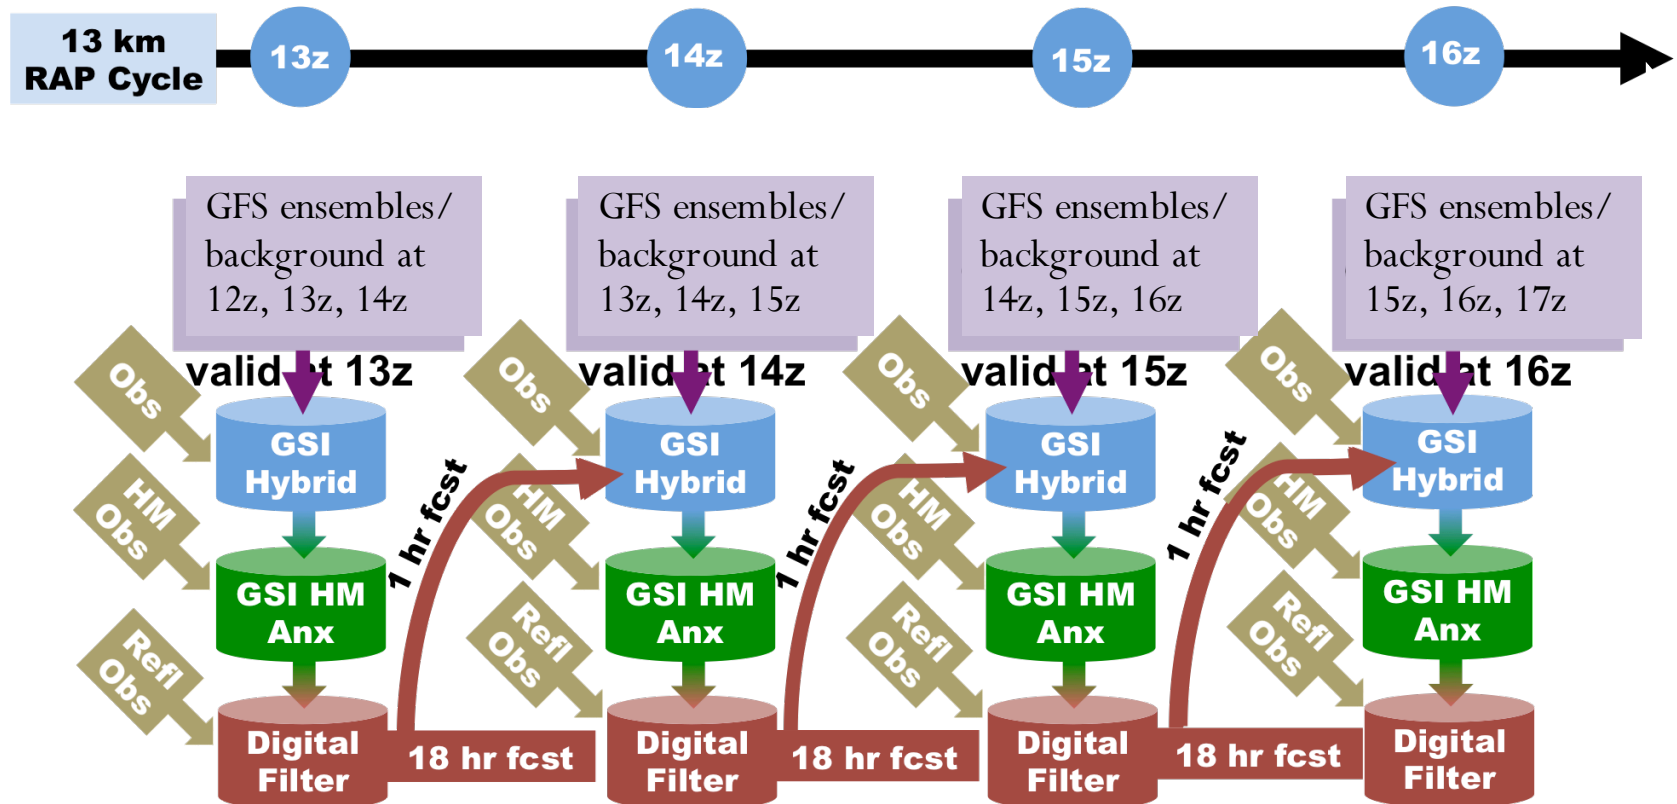 13 km
RAP Cycle
13z
14z
15z
16z
GFS ensembles/
background at
12z, 13z, 14z
GFS ensembles/
background at
13z, 14z, 15z
GFS ensembles/
background at
14z, 15z, 16z
GFS ensembles/
background at
15z, 16z, 17z
valid at 13z
valid at 14z
valid at 15z
valid at 16z
Obs
GSI
Hybrid
HM
Obs
GSI HM
Anx
Refl
Obs
Digital
Filter
1 hr fcst
18 hr fcst
Obs
GSI
Hybrid
HM
Obs
GSI HM
Anx
Refl
Obs
Digital
Filter
1 hr fcst
18 hr fcst
Obs
GSI
Hybrid
HM
Obs
GSI HM
Anx
Refl
Obs
Digital
Filter
1 hr fcst
18 hr fcst
Obs
GSI
Hybrid
HM
Obs
GSI HM
Anx
Refl
Obs
Digital
Filter